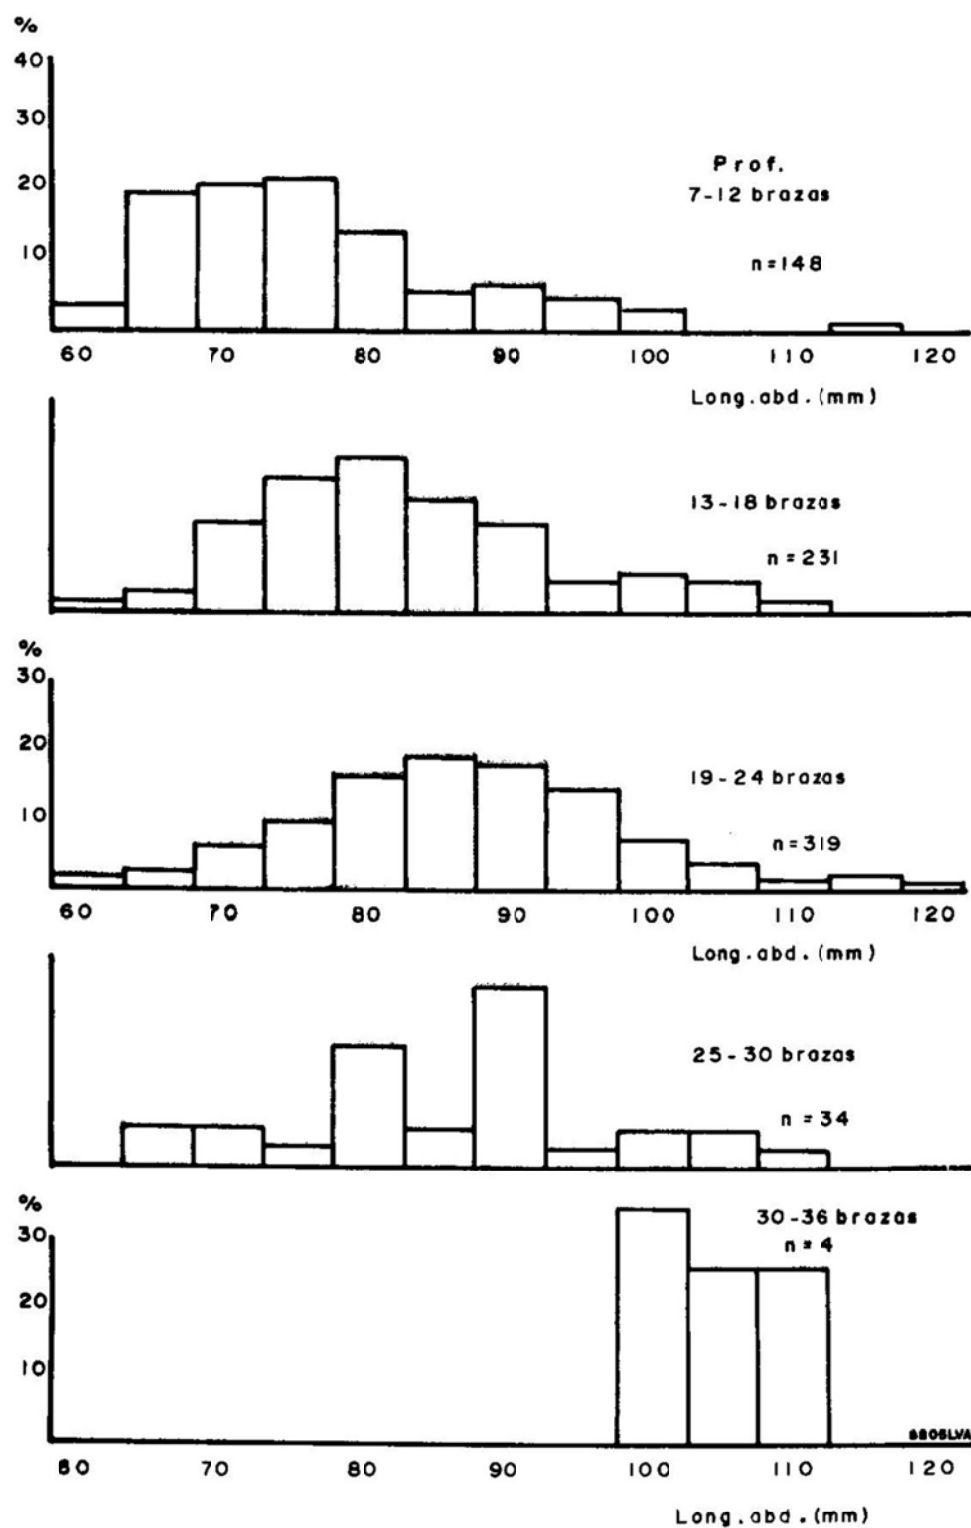 %
40
30
20
10
Prof.
7-12 brazas
n=148
60 70 80 90 100 110 120
Long.abd.(mm)
13-18 brazas
n=231
%
30
20
10
19-24 brazas
n=319
60 70 80 90 100 110 120
Long.abd.(mm)
25-30 brazas
n=34
%
30
20
10
30-36 brazas
n=4
60 70 80 90 100 110 120
Long.abd.(mm)